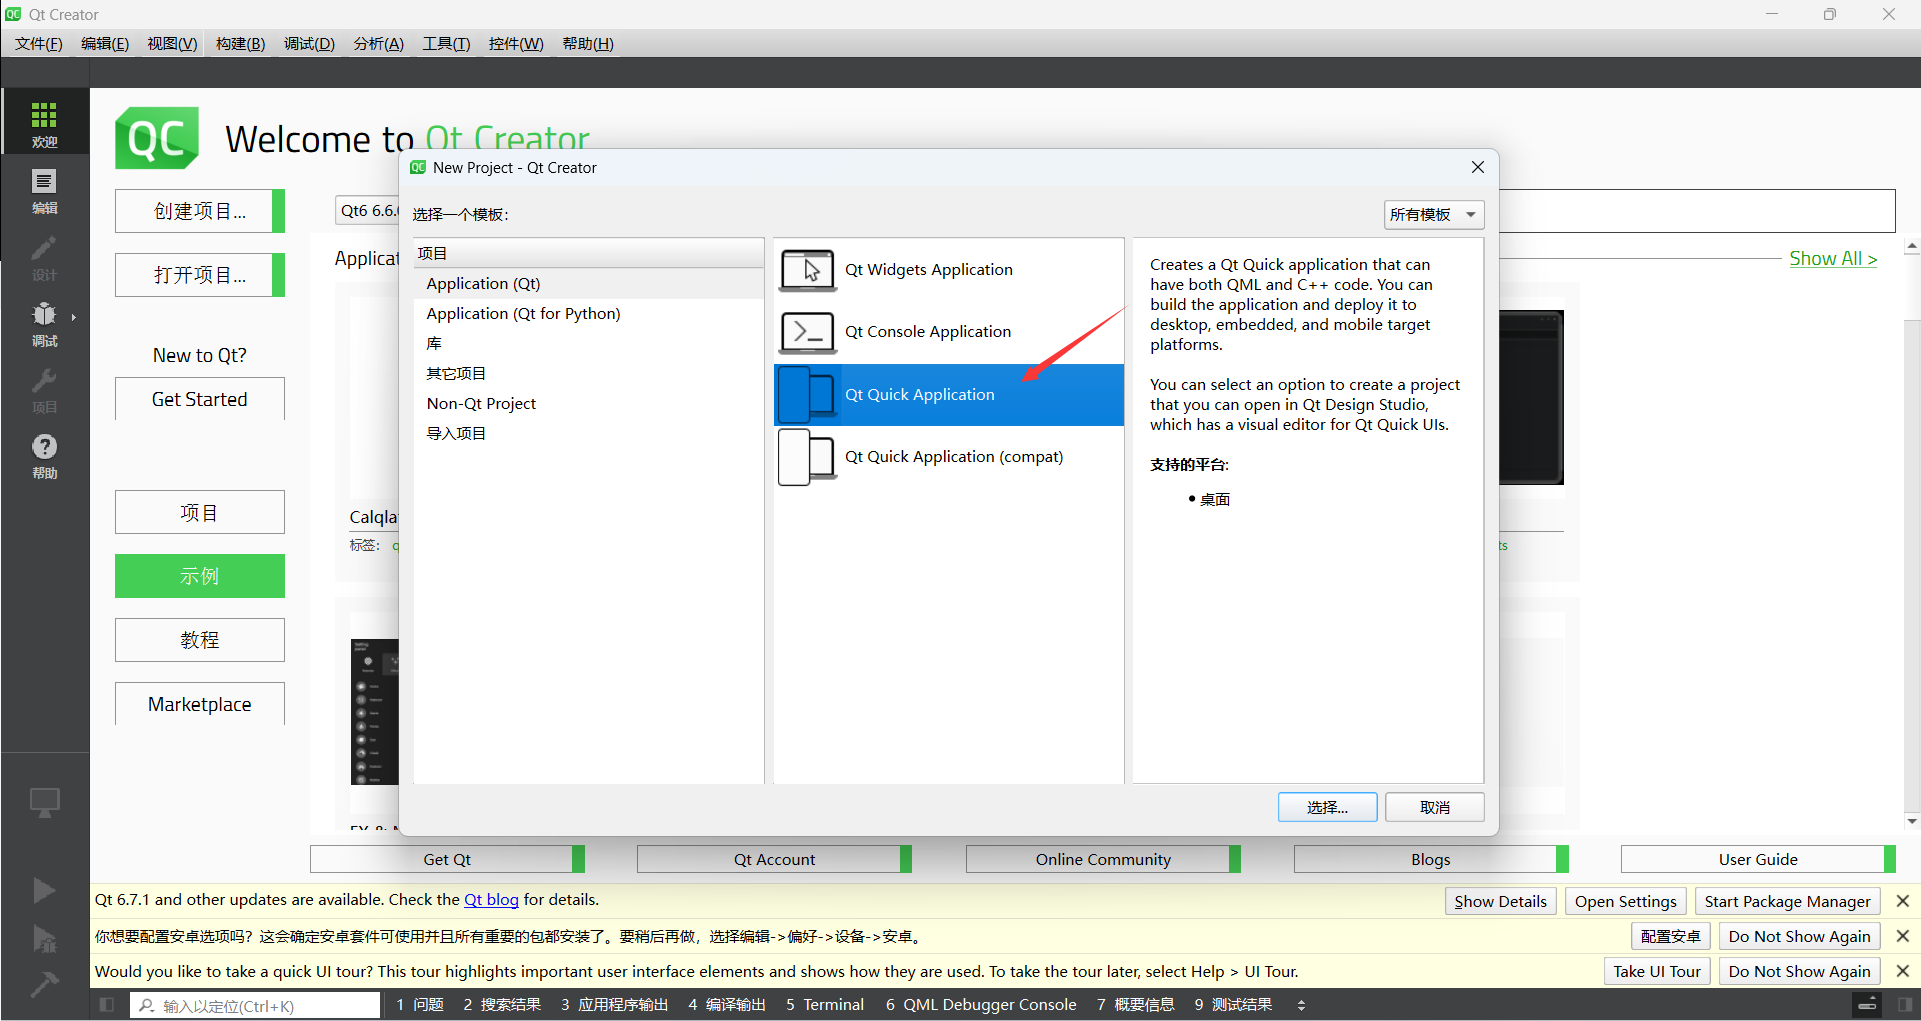 Qt Creator
文件(F) 编辑(E) 视图(V) 构建(B) 调试(D) 分析(A) 工具(T) 控件(W) 帮助(H)
欢迎
编辑
设计
调试
项目
帮助
QC
Welcome to Qt Creator
创建项目...
打开项目...
New to Qt?
Get Started
项目
示例
教程
Marketplace
Qt6 6.6.
Applicat
Show All >
Calqla
标签:
ts
New Project - Qt Creator
选择一个模板:
所有模板
项目
Application (Qt)
Application (Qt for Python)
库
其它项目
Non-Qt Project
导入项目
Qt Widgets Application
Qt Console Application
Qt Quick Application
Qt Quick Application (compat)
Creates a Qt Quick application that can
have both QML and C++ code. You can
build the application and deploy it to
desktop, embedded, and mobile target
platforms.
You can select an option to create a project
that you can open in Qt Design Studio,
which has a visual editor for Qt Quick UIs.
支持的平台:
• 桌面
选择...
取消
Get Qt
Qt Account
Online Community
Blogs
User Guide
Qt 6.7.1 and other updates are available. Check the Qt blog for details.
Show Details
Open Settings
Start Package Manager
你想要配置安卓选项吗？这会确定安卓套件可使用并且所有重要的包都安装了。要稍后再做，选择编辑->偏好->设备->安卓。
配置安卓
Do Not Show Again
Would you like to take a quick UI tour? This tour highlights important user interface elements and shows how they are used. To take the tour later, select Help > UI Tour.
Take UI Tour
Do Not Show Again
输入以定位(Ctrl+K)
1 问题 2 搜索结果 3 应用程序输出 4 编译输出 5 Terminal 6 QML Debugger Console 7 概要信息 9 测试结果